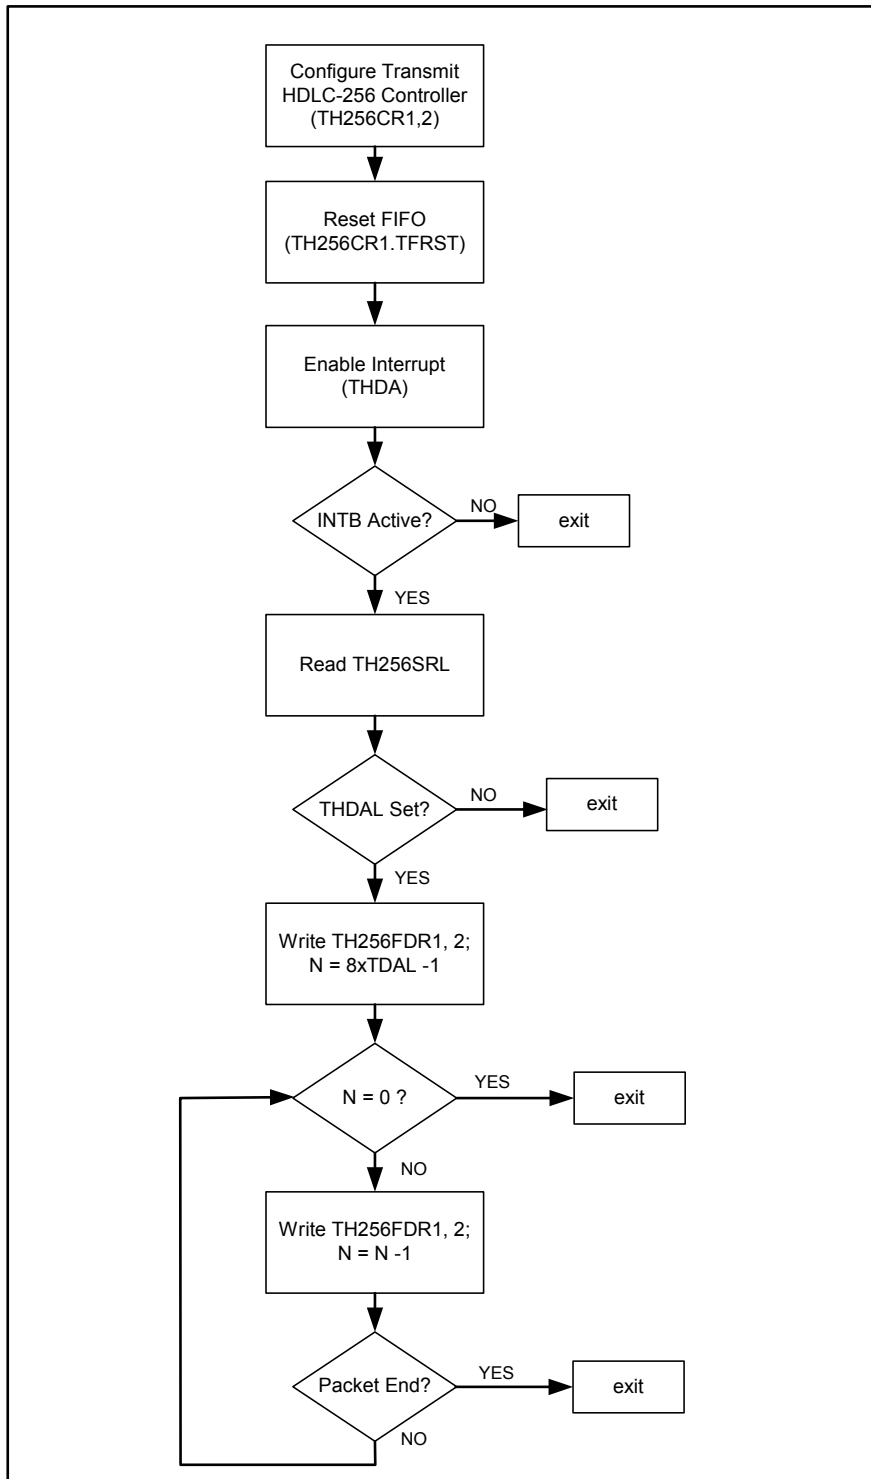 Configure Transmit
HDLC-256 Controller
(TH256CR1,2)
Reset FIFO
(TH256CR1.TFRST)
Enable Interrupt
(THDA)
INTB Active?
NO
exit
YES
Read TH256SRL
THDAL Set?
NO
exit
YES
Write TH256FDR1, 2;
N = 8xTDAL -1
N = 0 ?
YES
exit
NO
Write TH256FDR1, 2;
N = N -1
Packet End?
YES
exit
NO